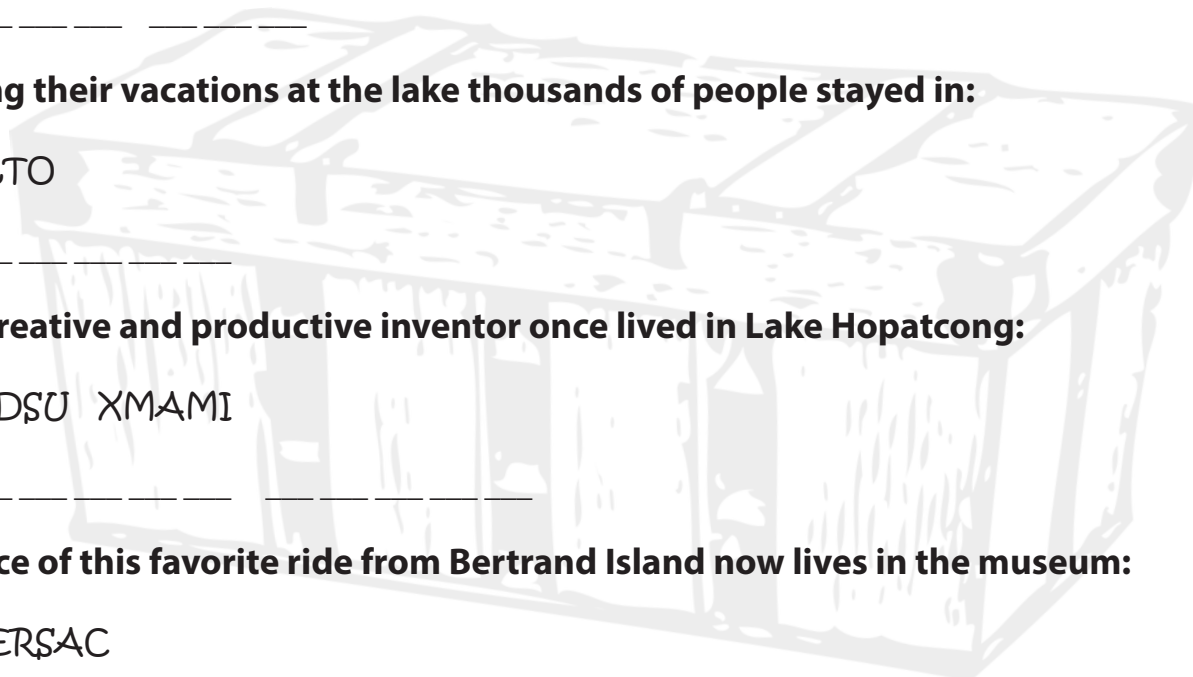 ng their vacations at the lake thousands of people stayed in:
TO
reative and productive inventor once lived in Lake Hopatcong:
DSU XMAMI
ce of this favorite ride from Bertrand Island now lives in the museum:
ERSAC